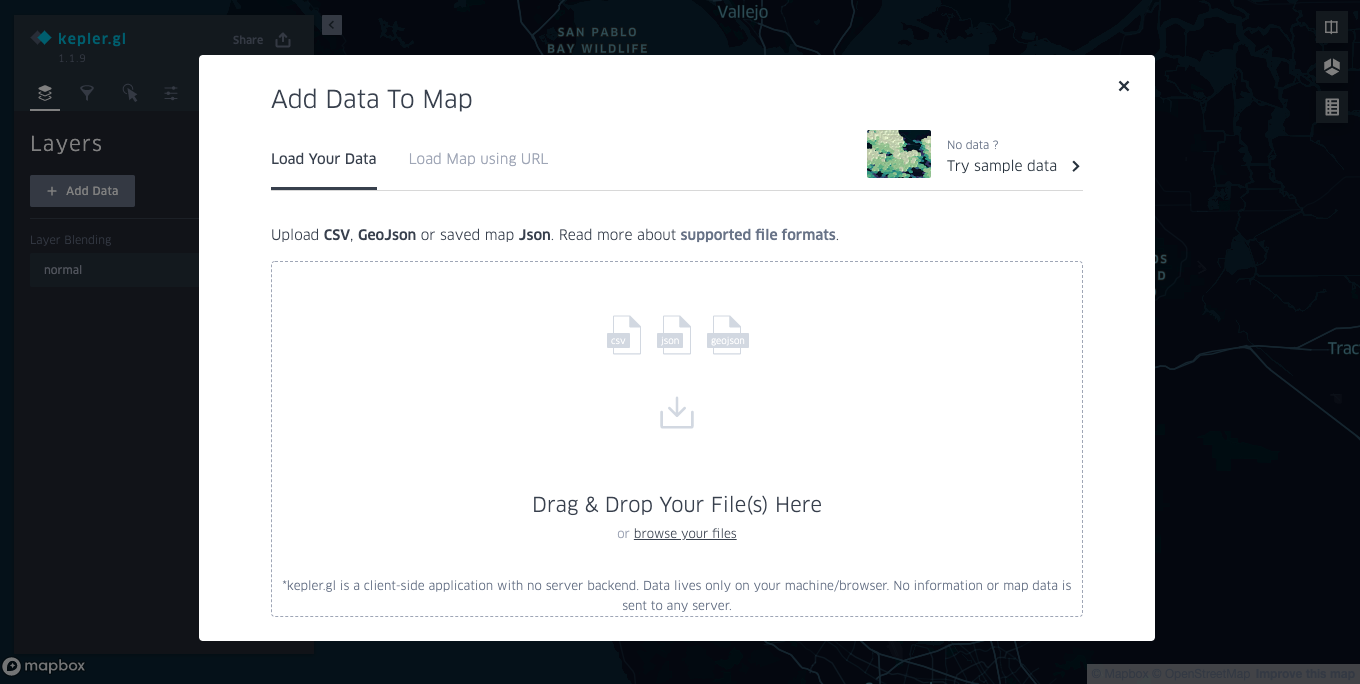 Vallejo
SAN PABLO
BAY WILDLIFE
kepler.gl
1.1.9
Share
Layers
+ Add Data
Layer Blending
normal
Add Data To Map
Load Your Data
Load Map using URL
No data ?
Try sample data
Upload CSV, GeoJson or saved map Json. Read more about supported file formats.
csv
json
geojson
Drag & Drop Your File(s) Here
or browse your files
*kepler.gl is a client-side application with no server backend. Data lives only on your machine/browser. No information or map data is
sent to any server.
Trac
mapbox
© Mapbox © OpenStreetMap Improve this map